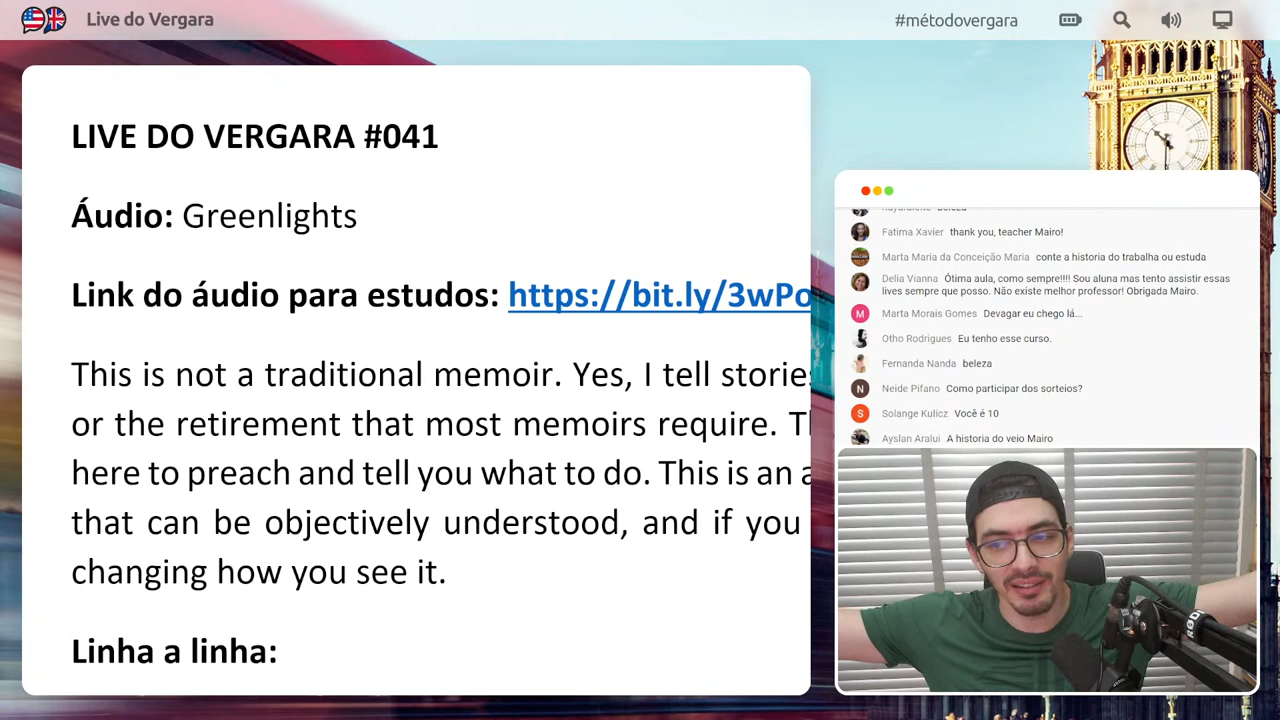 Live do Vergara
#métodovergara
LIVE DO VERGARA #041
Áudio: Greenlights
Link do áudio para estudos: https://bit.ly/3wPo
This is not a traditional memoir. Yes, I tell stories
or the retirement that most memoirs require. Th
here to preach and tell you what to do. This is an a
that can be objectively understood, and if you
changing how you see it.
Linha a linha:
beleza
Fatima Xavier thank you, teacher Mairo!
Marta Maria da Conceição Maria conte a historia do trabalha ou estuda
Delia Vianna Ótima aula, como sempre!!!! Sou aluna mas tento assistir essas
lives sempre que posso. Não existe melhor professor! Obrigada Mairo.
M Marta Morais Gomes Devagar eu chego lá...
Otho Rodrigues Eu tenho esse curso.
Fernanda Nanda beleza
N Neide Pifano Como participar dos sorteios?
S Solange Kulicz Você é 10
Ayslan Aralui A historia do veio Mairo
RØDE